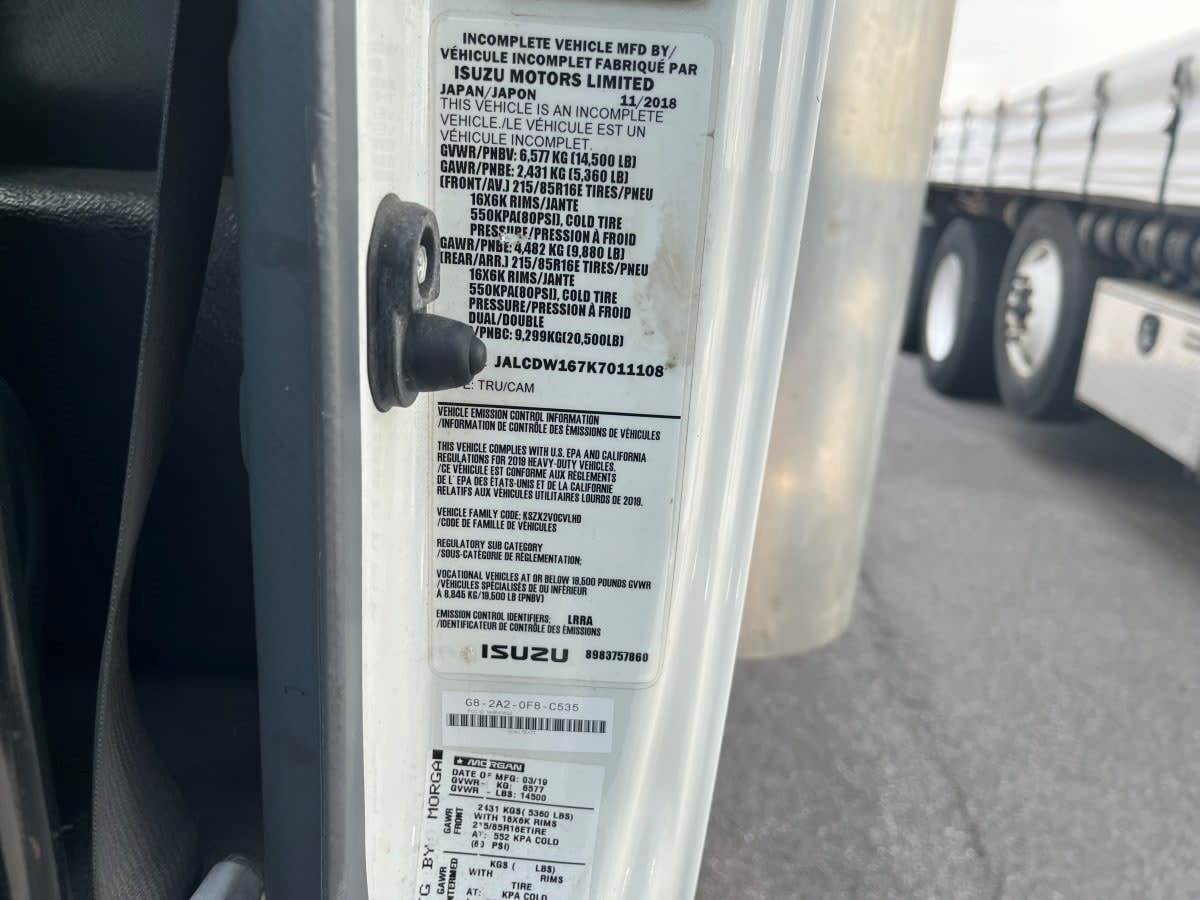 INCOMPLETE VEHICLE MFD BY/
VÉHICULE INCOMPLET FABRIQUÉ PAR
ISUZU MOTORS LIMITED
JAPAN/JAPON 11/2018
THIS VEHICLE IS AN INCOMPLETE
VEHICLE./LE VÉHICULE EST UN
VÉHICULE INCOMPLET.
GVWR/PNBV: 6,577 KG (14,500 LB)
GAWR/PNBE: 2,431 KG (5,360 LB)
(FRONT/AV.) 215/85R16E TIRES/PNEU
16X6K RIMS/JANTE
550KPA(80PSI), COLD TIRE
PRESSURE/PRESSION À FROID
GAWR/PNBE: 4,482 KG (9,880 LB)
(REAR/ARR.) 215/85R16E TIRES/PNEU
16X6K RIMS/JANTE
550KPA(80PSI), COLD TIRE
PRESSURE/PRESSION À FROID
DUAL/DOUBLE
/PNBC: 9,299KG(20,500LB)
JALCDW167K7011108
E: TRU/CAM
VEHICLE EMISSION CONTROL INFORMATION
/INFORMATION DE CONTRÔLE DES ÉMISSIONS DE VÉHICULES
THIS VEHICLE COMPLIES WITH U.S. EPA AND CALIFORNIA
REGULATIONS FOR 2019 HEAVY-DUTY VEHICLES.
/CE VÉHICULE EST CONFORME AUX RÈGLEMENTS
DE L' EPA DES ÉTATS-UNIS ET DE LA CALIFORNIE
RELATIFS AUX VÉHICULES UTILITAIRES LOURDS DE 2019.
VEHICLE FAMILY CODE: KSZX2VOCVLHD
/CODE DE FAMILLE DE VÉHICULES
REGULATORY SUB CATEGORY
/SOUS-CATÉGORIE DE RÉGLEMENTATION:
VOCATIONAL VEHICLES AT OR BELOW 19,500 POUNDS GVWR
/VÉHICULES SPÉCIALISÉS DE OU INFÉRIEUR
À 8,845 KG/19,500 LB (PNBV)
EMISSION CONTROL IDENTIFIERS: LRRA
/IDENTIFICATEUR DE CONTRÔLE DES ÉMISSIONS
ISUZU 8983757860
G8-2A2-0F8-C535
MORGAN
DATE OF MFG: 03/19
GVWR- KG: 6577
GVWR - LBS: 14500
MFG BY: MORGA
GAWR FRONT
2431 KGS( 5360 LBS)
WITH 16X6K RIMS
215/85R16ETIRE
AT: 552 KPA COLD
(80 PSI)
GAWR INTERMED
KGS ( LBS)
WITH RIMS
TIRE
AT: KPA COLD